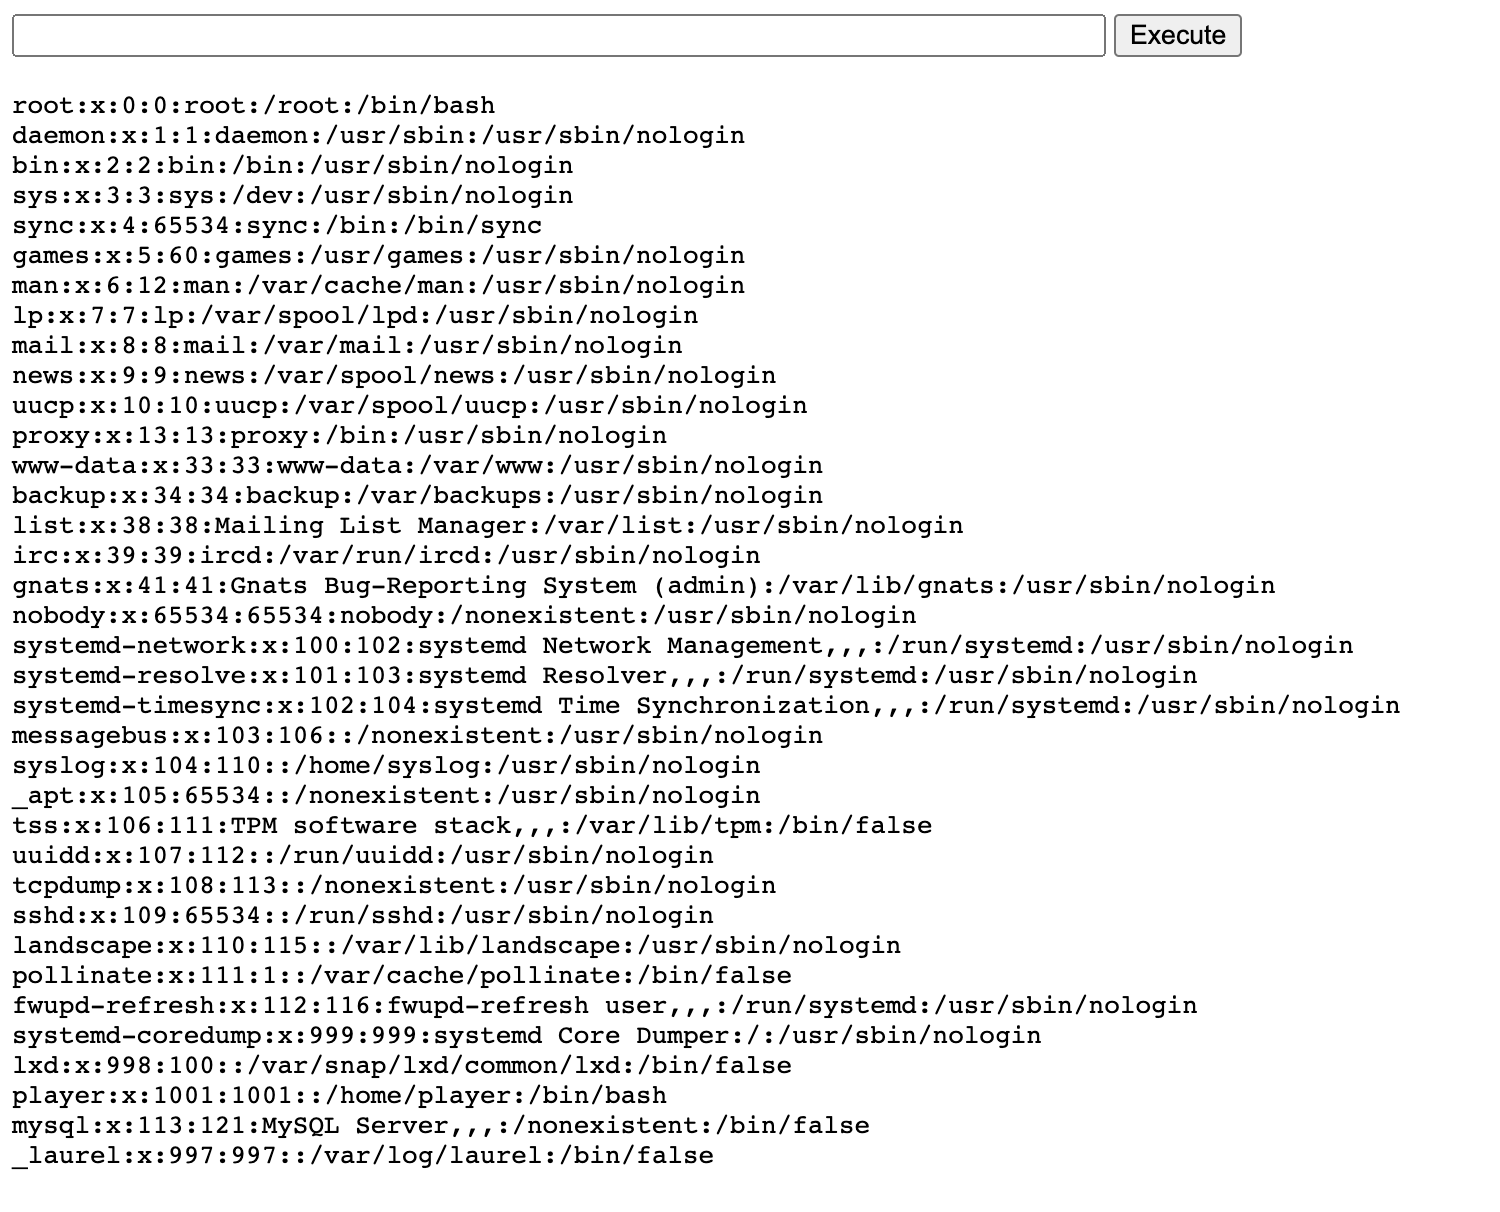 Execute
root:x:0:0:root:/root:/bin/bash
daemon:x:1:1:daemon:/usr/sbin:/usr/sbin/nologin
bin:x:2:2:bin:/bin:/usr/sbin/nologin
sys:x:3:3:sys:/dev:/usr/sbin/nologin
sync:x:4:65534:sync:/bin:/bin/sync
games:x:5:60:games:/usr/games:/usr/sbin/nologin
man:x:6:12:man:/var/cache/man:/usr/sbin/nologin
lp:x:7:7:lp:/var/spool/lpd:/usr/sbin/nologin
mail:x:8:8:mail:/var/mail:/usr/sbin/nologin
news:x:9:9:news:/var/spool/news:/usr/sbin/nologin
uucp:x:10:10:uucp:/var/spool/uucp:/usr/sbin/nologin
proxy:x:13:13:proxy:/bin:/usr/sbin/nologin
www-data:x:33:33:www-data:/var/www:/usr/sbin/nologin
backup:x:34:34:backup:/var/backups:/usr/sbin/nologin
list:x:38:38:Mailing List Manager:/var/list:/usr/sbin/nologin
irc:x:39:39:ircd:/var/run/ircd:/usr/sbin/nologin
gnats:x:41:41:Gnats Bug-Reporting System (admin):/var/lib/gnats:/usr/sbin/nologin
nobody:x:65534:65534:nobody:/nonexistent:/usr/sbin/nologin
systemd-network:x:100:102:systemd Network Management,,,:/run/systemd:/usr/sbin/nologin
systemd-resolve:x:101:103:systemd Resolver,,,:/run/systemd:/usr/sbin/nologin
systemd-timesync:x:102:104:systemd Time Synchronization,,,:/run/systemd:/usr/sbin/nologin
messagebus:x:103:106::/nonexistent:/usr/sbin/nologin
syslog:x:104:110::/home/syslog:/usr/sbin/nologin
_apt:x:105:65534::/nonexistent:/usr/sbin/nologin
tss:x:106:111:TPM software stack,,,:/var/lib/tpm:/bin/false
uuidd:x:107:112::/run/uuidd:/usr/sbin/nologin
tcpdump:x:108:113::/nonexistent:/usr/sbin/nologin
sshd:x:109:65534::/run/sshd:/usr/sbin/nologin
landscape:x:110:115::/var/lib/landscape:/usr/sbin/nologin
pollinate:x:111:1::/var/cache/pollinate:/bin/false
fwupd-refresh:x:112:116:fwupd-refresh user,,,:/run/systemd:/usr/sbin/nologin
systemd-coredump:x:999:999:systemd Core Dumper:/:/usr/sbin/nologin
lxd:x:998:100::/var/snap/lxd/common/lxd:/bin/false
player:x:1001:1001::/home/player:/bin/bash
mysql:x:113:121:MySQL Server,,,:/nonexistent:/bin/false
_laurel:x:997:997::/var/log/laurel:/bin/false